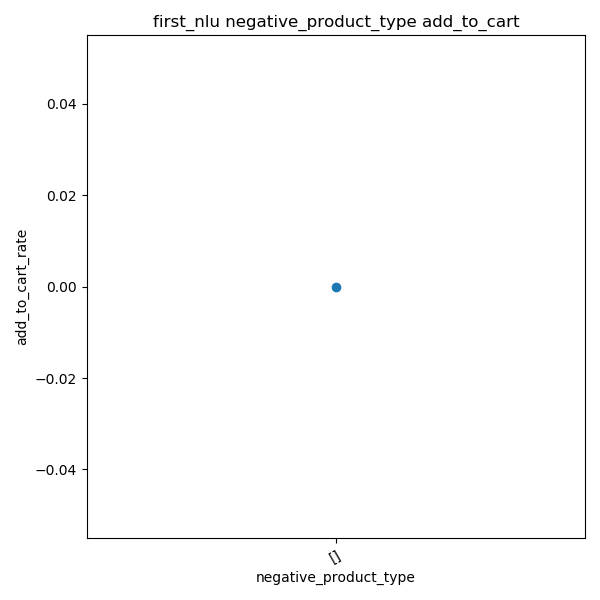 first_nlu negative_product_type add_to_cart
0.04
0.02
0.00
−0.02
−0.04
add_to_cart_rate
[]
negative_product_type